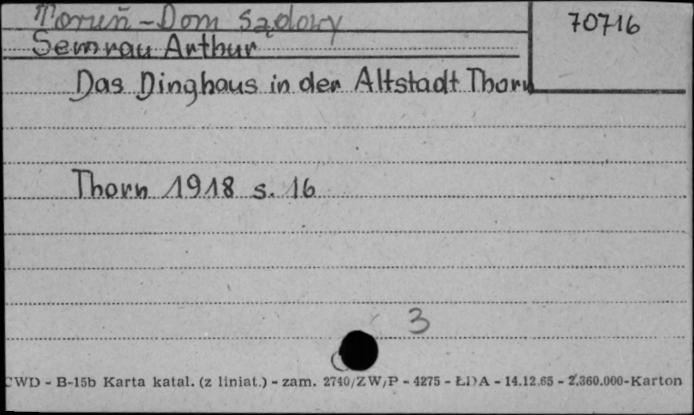 Toruń - Dom Sądowy
70716
Semrau Arthur
Das Dinghaus in der Altstadt Thorn
Thorn 1918 s. 16
3
CWD - B-15b Karta katal. (z liniat.) - zam. 2740/ZW/P - 4275 - ŁDA - 14.12.65 - 2.360.000-Karton